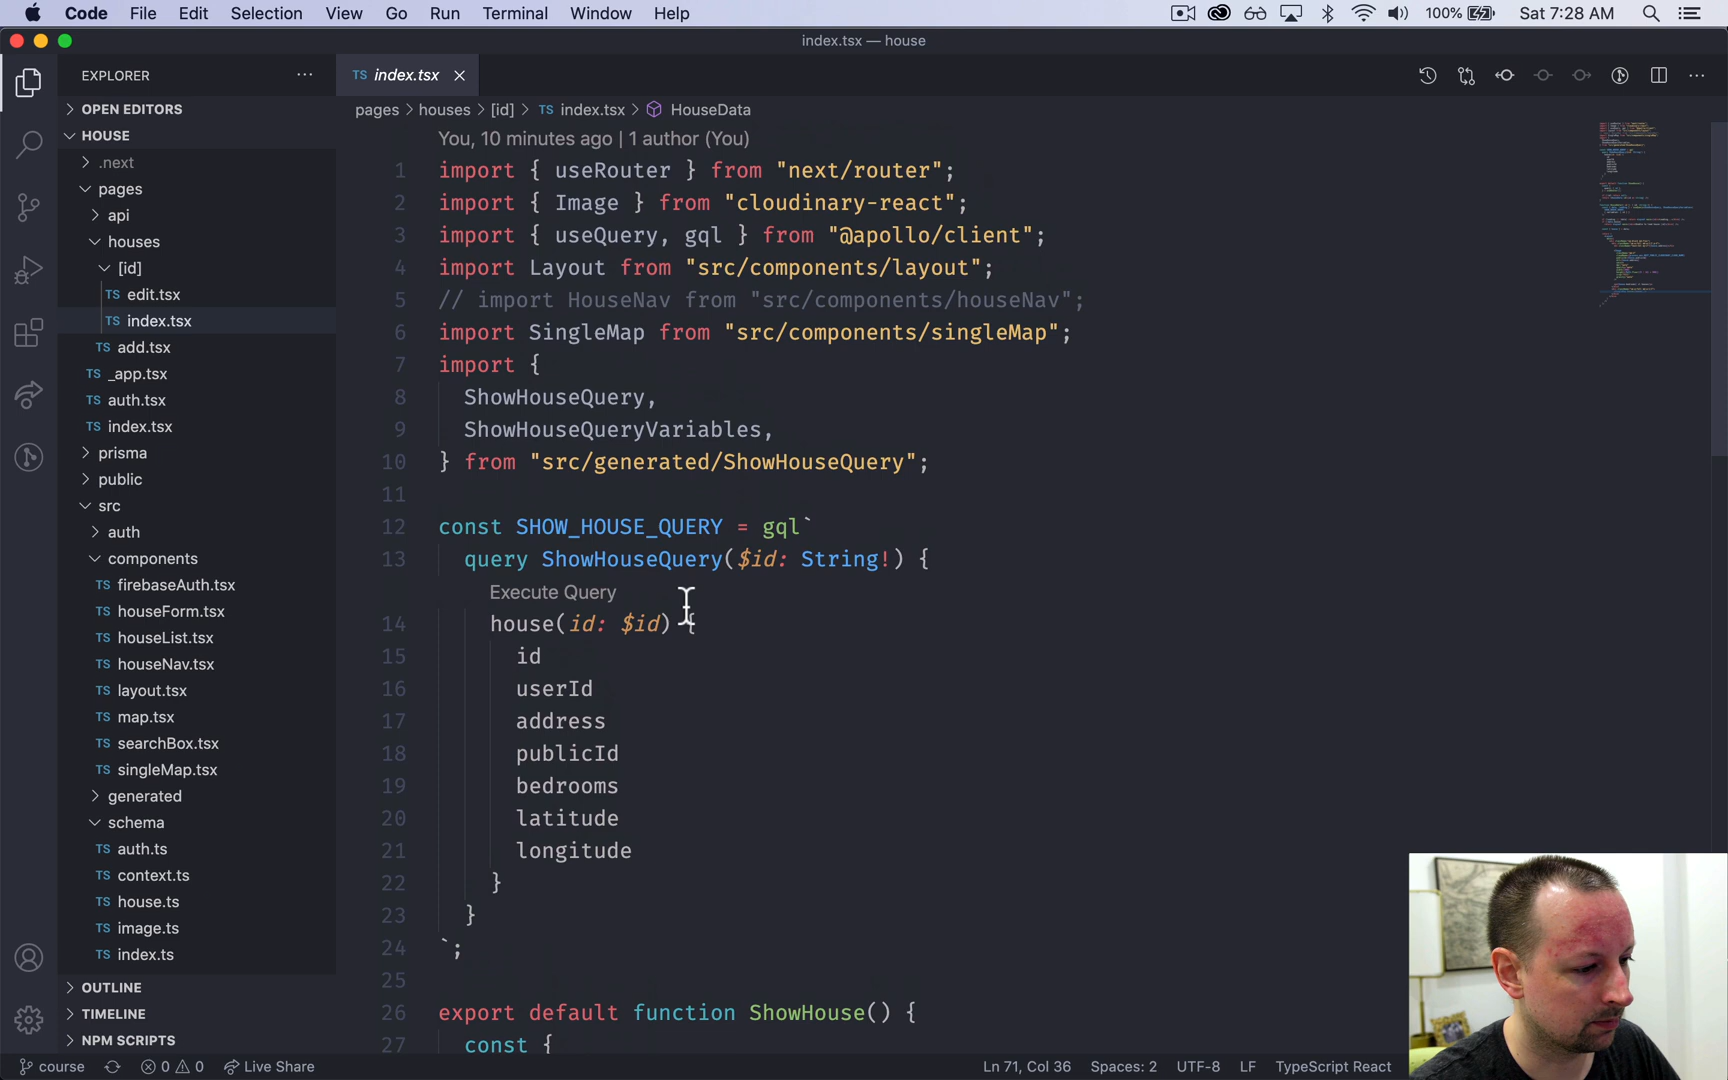 Code File Edit Selection View Go Run Terminal Window Help 100% Sat 7:28 AM
index.tsx — house
EXPLORER
OPEN EDITORS
HOUSE
.next
pages
api
houses
[id]
TS edit.tsx
TS index.tsx
TS add.tsx
TS _app.tsx
TS auth.tsx
TS index.tsx
prisma
public
src
auth
components
TS firebaseAuth.tsx
TS houseForm.tsx
TS houseList.tsx
TS houseNav.tsx
TS layout.tsx
TS map.tsx
TS searchBox.tsx
TS singleMap.tsx
generated
schema
TS auth.ts
TS context.ts
TS house.ts
TS image.ts
TS index.ts
OUTLINE
TIMELINE
NPM SCRIPTS
TS index.tsx
pages > houses > [id] > TS index.tsx > HouseData
You, 10 minutes ago | 1 author (You)
1 import { useRouter } from "next/router";
2 import { Image } from "cloudinary-react";
3 import { useQuery, gql } from "@apollo/client";
4 import Layout from "src/components/layout";
5 // import HouseNav from "src/components/houseNav";
6 import SingleMap from "src/components/singleMap";
7 import {
8 ShowHouseQuery,
9 ShowHouseQueryVariables,
10 } from "src/generated/ShowHouseQuery";
11
12 const SHOW_HOUSE_QUERY = gql`
13 query ShowHouseQuery($id: String!) {
Execute Query
14 house(id: $id) {
15 id
16 userId
17 address
18 publicId
19 bedrooms
20 latitude
21 longitude
22 }
23 }
24 `;
25
26 export default function ShowHouse() {
27 const {
course 0 0 Live Share Ln 71, Col 36 Spaces: 2 UTF-8 LF TypeScript React